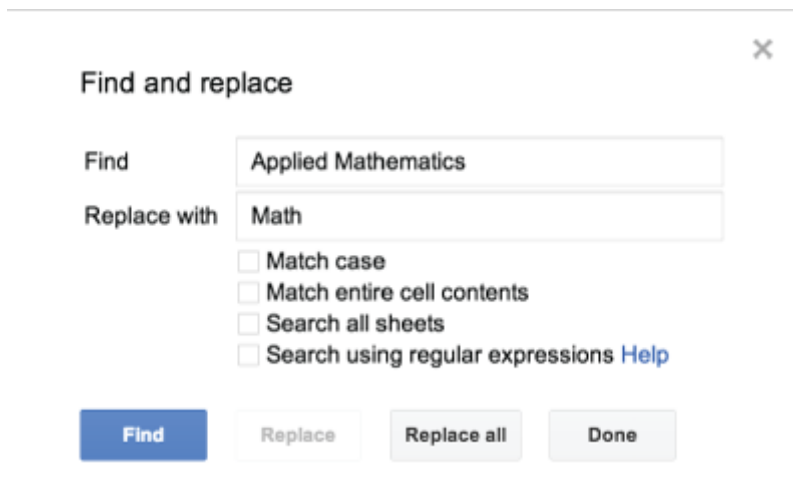 Find and replace
Find Applied Mathematics
Replace with Math
Match case
Match entire cell contents
Search all sheets
Search using regular expressions Help
Find Replace Replace all Done